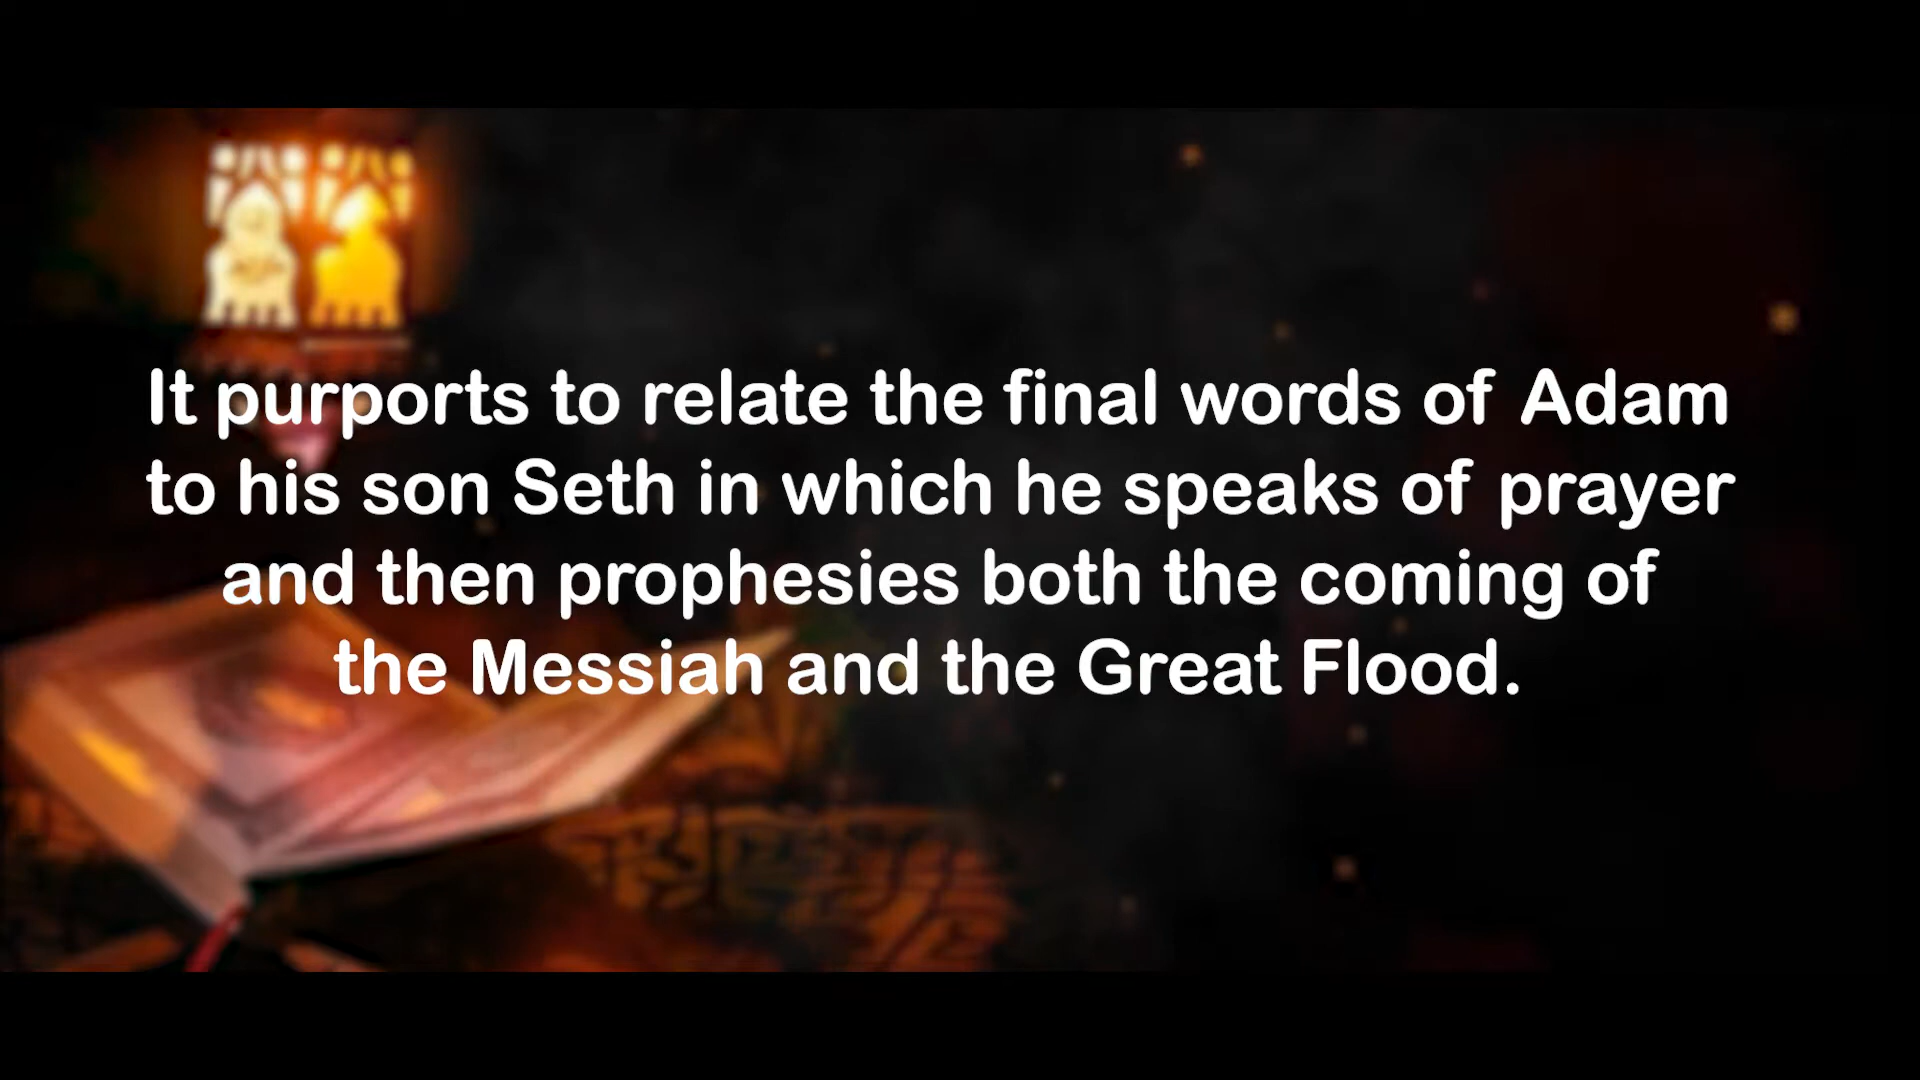 It purports to relate the final words of Adam
to his son Seth in which he speaks of prayer
and then prophesies both the coming of
the Messiah and the Great Flood.